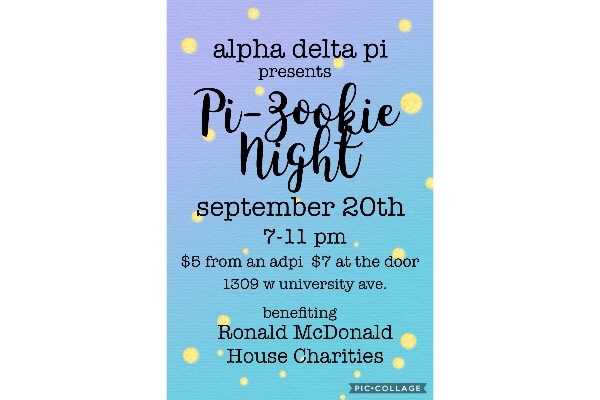 alpha delta pi
presents
Pi-Zookie
Night
september 20th
7-11 pm
$5 from an adpi $7 at the door
1309 w university ave.
benefiting
Ronald McDonald
House Charities
PIC•COLLAGE